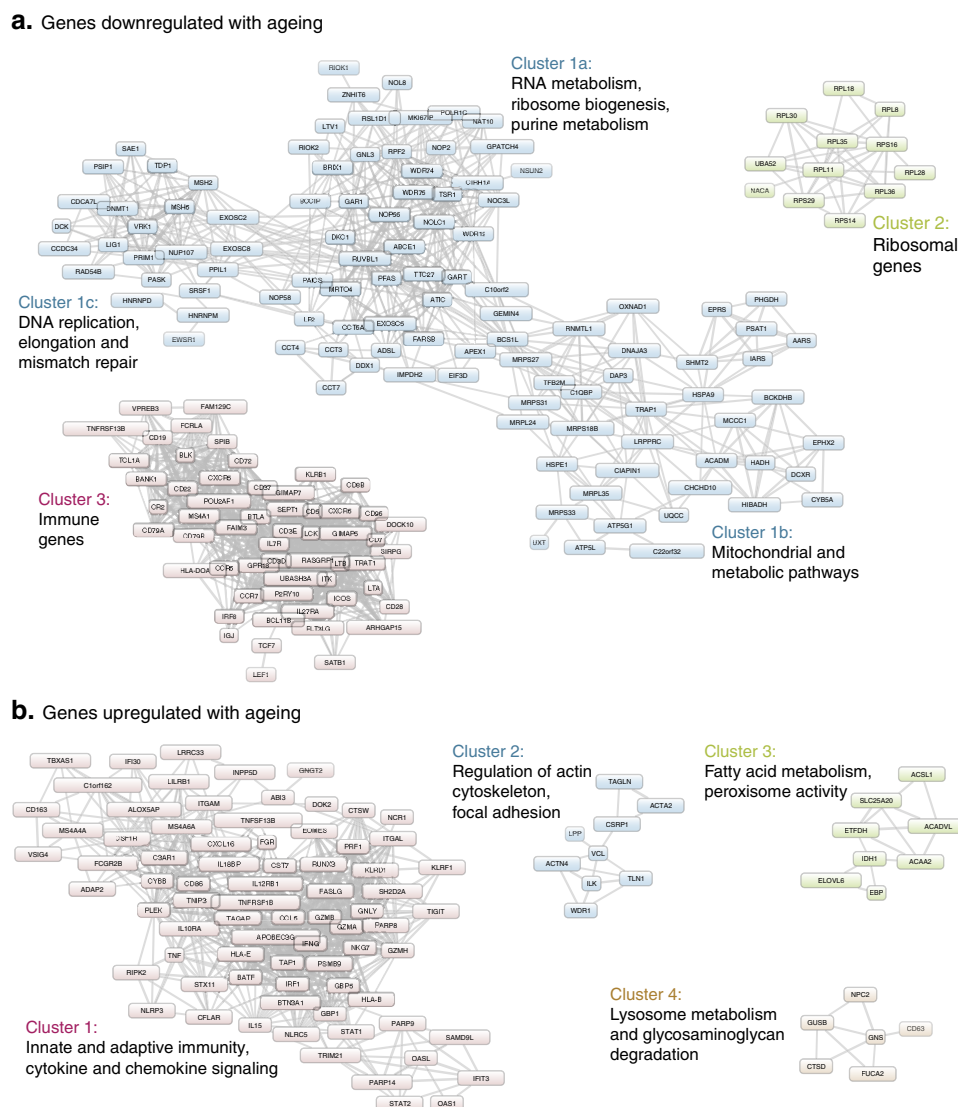 a. Genes downregulated with ageing
Cluster 1a:
RNA metabolism,
ribosome biogenesis,
purine metabolism
RIOK1
NOL8
ZNHIT6
RSL1D1
MKI67IP
POLR1C
NAT10
LTV1
RIOK2
GNL3
RPF2
NOP2
GPATCH4
BRIX1
WDR74
NSUN2
WDR75
TSR1
NOC3L
GAR1
NOP56
NOLC1
WDR12
DKC1
ABCE1
RUVBL1
PAICS
PFAS
TTC27
GART
MRTO4
C10orf2
NOP58
ATIC
GEMIN4
CCT6A
EXOSC5
FARSB
BCS1L
CCT4
CCT3
ADSL
APEX1
DDX1
IMPDH2
EIF3D
CCT7
SAE1
PSIP1
TDP1
MSH2
CDCA7L
DNMT1
MSH6
EXOSC2
DCK
VRK1
CCDC34
LIG1
NUP107
EXOSC8
PRIM1
RAD54B
PASK
PPIL1
SRSF1
HNRNPD
HNRNPM
EWSR1
Cluster 1c:
DNA replication,
elongation and
mismatch repair
RPL18
RPL30
RPL8
RPL35
RPS16
UBA52
RPL11
RPL26
NACA
RPL36
RPS29
RPS14
Cluster 2:
Ribosomal
genes
OXNAD1
EPRS
PHGDH
RNMTL1
PSAT1
AARS
DNAJA3
SHMT2
IARS
MRPS27
DAP3
TFB2M
C1QBP
HSPA9
BCKDHB
MRPS31
TRAP1
MCCC1
MRPL24
MRPS18B
LRPPRC
EPHX2
HSPE1
CIAPIN1
ACADM
HADH
DCXR
CHCHD10
MRPL35
HIBADH
CYB5A
MRPS33
UQCC
ATP5G1
UXT
ATP5L
C22orf32
Cluster 1b:
Mitochondrial and
metabolic pathways
Cluster 3:
Immune
genes
VPREB3
FAM129C
TNFRSF13B
FCRLA
CD19
SPIB
TCL1A
BLK
CD72
BANK1
CXCR5
KLRB1
CD22
CD37
GIMAP7
CD8B
CR2
POU2AF1
MS4A1
BTLA
SEPT1
CD5
CXCR6
CD96
CD79A
CD79B
FAIM3
CD3E
LCK
GIMAP5
CD7
DOCK10
IL7R
SIRPG
HLA-DOA
CCR6
GPR18
CD3D
RASGRP1
LTB
TRAT1
UBASH3A
ITK
CCR7
P2RY10
ICOS
LTA
IRF8
IL27RA
CD28
BCL11B
FLT3LG
ARHGAP15
IGJ
TCF7
SATB1
LEF1
b. Genes upregulated with ageing
TBXAS1
IFI30
LRRC33
C1orf162
LILRB1
INPP5D
GNGT2
CD163
ALOX5AP
ITGAM
ABI3
DOK2
CTSW
MS4A4A
MS4A6A
TNFSF13B
NCR1
CSF1R
EOMES
VSIG4
CXCL16
FGR
PRF1
ITGAL
FCGR2B
C3AR1
IL18BP
CST7
RUNX3
KLRD1
KLRF1
ADAP2
CYBB
CD86
IL12RB1
FASLG
SH2D2A
PLEK
TNIP3
TNFRSF1B
GNLY
TIGIT
TAGAP
CCL5
GZMB
GZMA
PARP8
IL10RA
APOBEC3G
IFNG
NKG7
GZMH
TNF
HLA-E
TAP1
PSMB9
RIPK2
STX11
BATF
IRF1
GBP5
HLA-B
NLRP3
BTN3A1
GBP1
CFLAR
IL15
NLRC5
STAT1
PARP9
SAMD9L
TRIM21
OASL
PARP14
IFIT3
STAT2
OAS1
Cluster 1:
Innate and adaptive immunity,
cytokine and chemokine signaling
Cluster 2:
Regulation of actin
cytoskeleton,
focal adhesion
TAGLN
ACTA2
CSRP1
LPP
VCL
ACTN4
ILK
TLN1
WDR1
Cluster 3:
Fatty acid metabolism,
peroxisome activity
ACSL1
SLC25A20
ETFDH
ACADVL
IDH1
ACAA2
ELOVL6
EBP
Cluster 4:
Lysosome metabolism
and glycosaminoglycan
degradation
NPC2
GUSB
GNS
CD63
CTSD
FUCA2